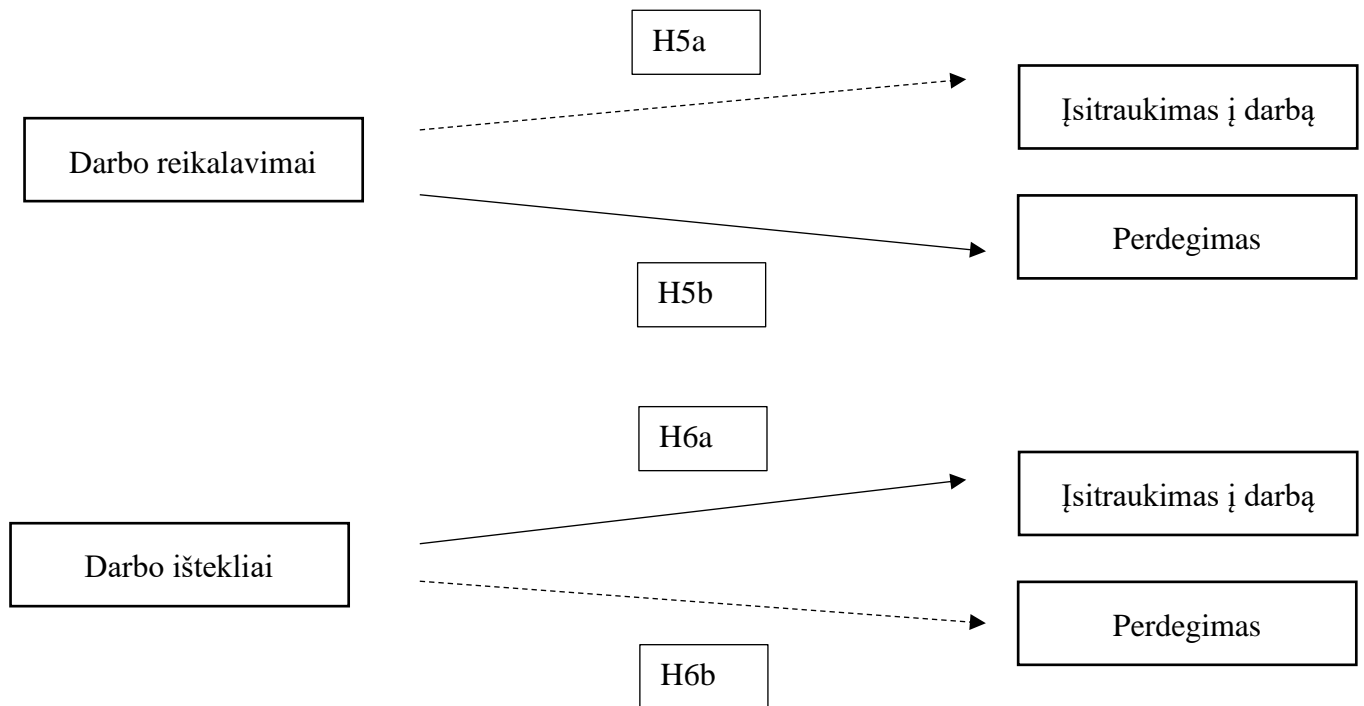 H5a
Įsitraukimas į darbą
Darbo reikalavimai
Perdegimas
H5b
H6a
Įsitraukimas į darbą
Darbo ištekliai
Perdegimas
H6b